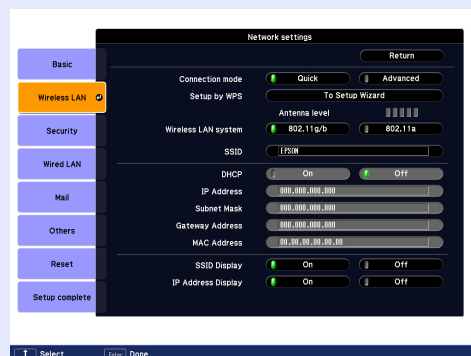 Network settings
Return
Basic
Wireless LAN
Security
Wired LAN
Mail
Others
Reset
Setup complete
Connection mode Quick Advanced
Setup by WPS To Setup Wizard
Antenna level
Wireless LAN system 802.11g/b 802.11a
SSID EPSON
DHCP On Off
IP Address 000.000.000.000
Subnet Mask 000.000.000.000
Gateway Address 000.000.000.000
MAC Address 00.00.00.00.00.00
SSID Display On Off
IP Address Display On Off
Select Enter Done